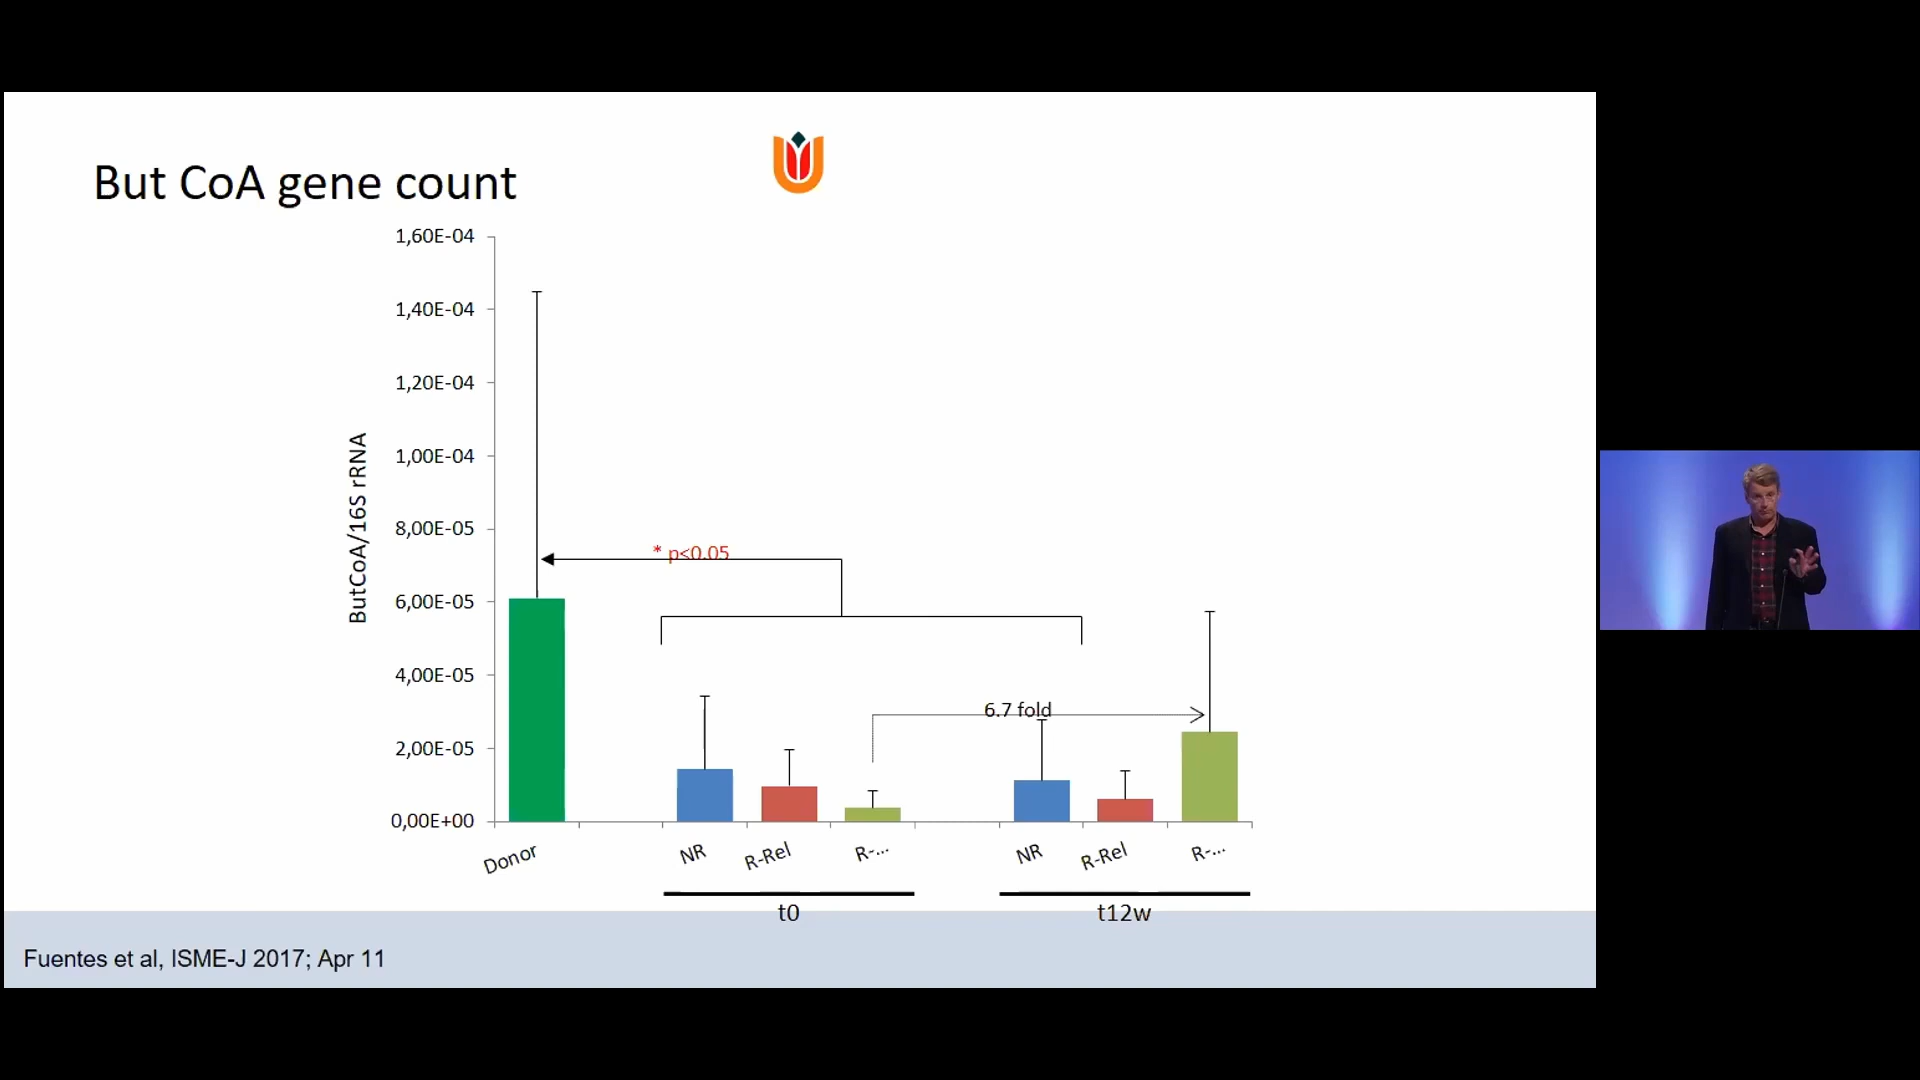 But CoA gene count
1,60E-04
1,40E-04
1,20E-04
1,00E-04
8,00E-05
6,00E-05
4,00E-05
2,00E-05
0,00E+00
ButCoA/16S rRNA
* p<0.05
6.7 fold
Donor
NR
R-Rel
R-...
NR
R-Rel
R-...
t0
t12w
Fuentes et al, ISME-J 2017; Apr 11